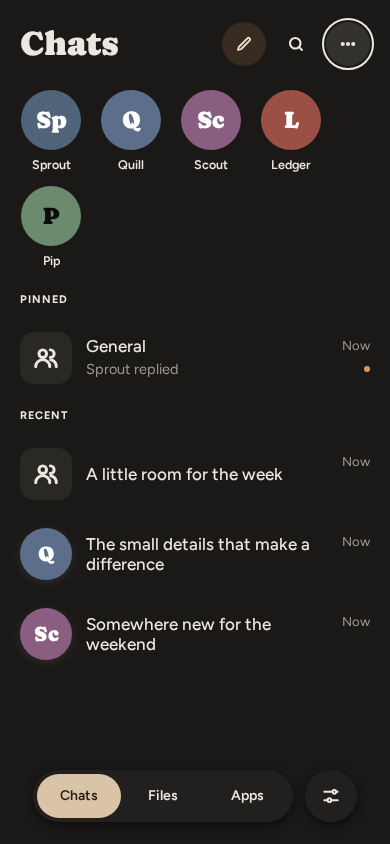 Chats
Sp Q Sc L
Sprout Quill Scout Ledger
P
Pip
PINNED
General Now
Sprout replied
RECENT
A little room for the week Now
Q The small details that make a Now
difference
Sc Somewhere new for the Now
weekend
Chats Files Apps